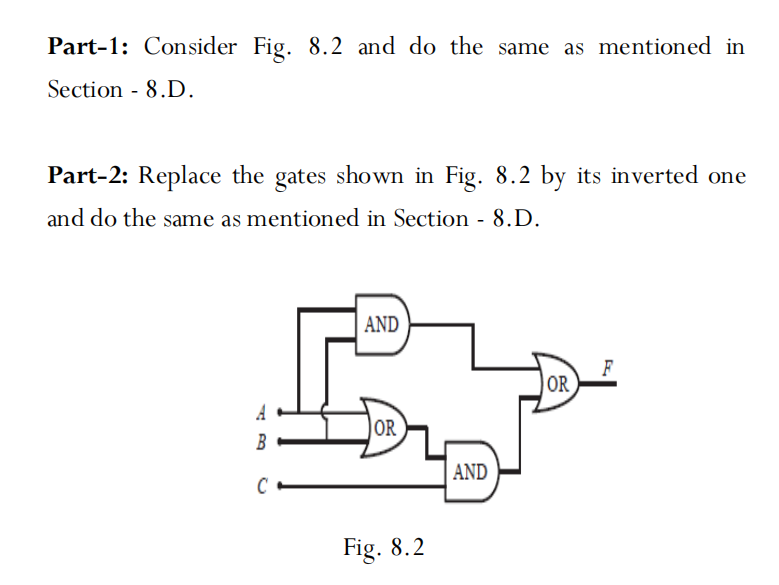 Part-1: Consider Fig. 8.2 and do the same as mentioned in
Section - 8.D.
Part-2: Replace the gates shown in Fig. 8.2 by its inverted one
and do the same as mentioned in Section - 8.D.
AND
OR
F
A
OR
B
AND
C
Fig. 8.2